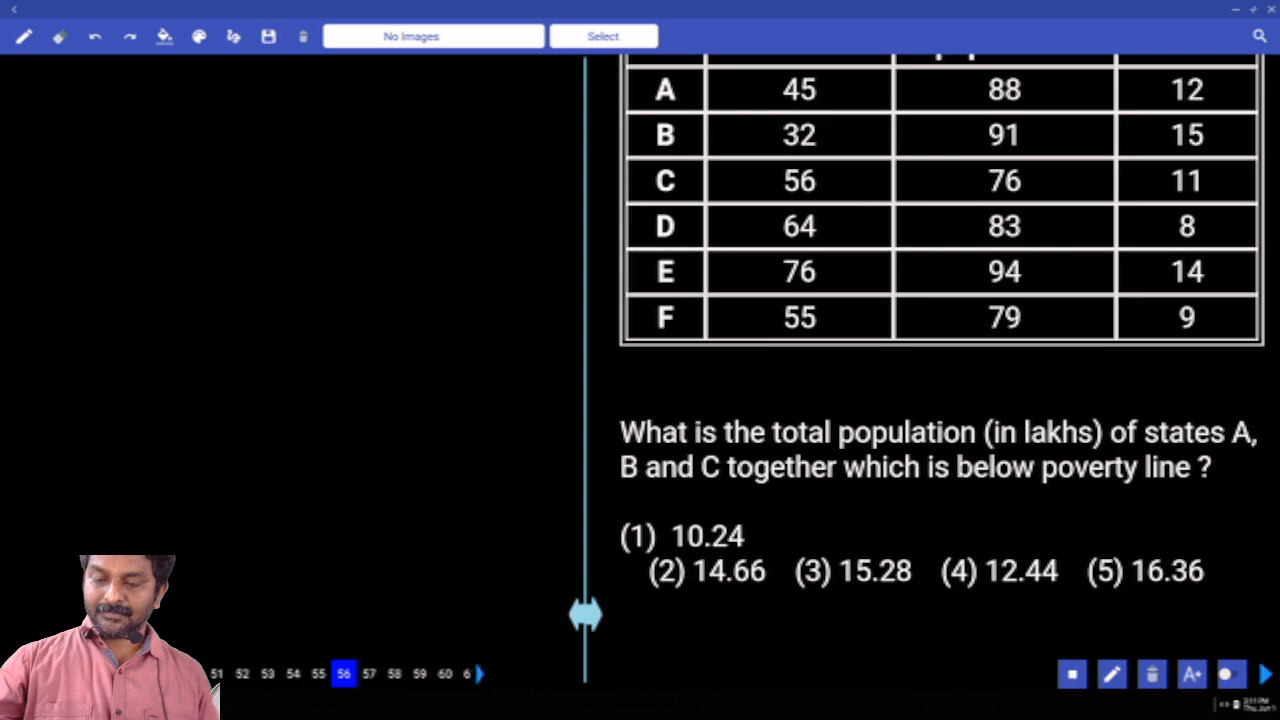 No Images Select
A 45 88 12
B 32 91 15
C 56 76 11
D 64 83 8
E 76 94 14
F 55 79 9
What is the total population (in lakhs) of states A,
B and C together which is below poverty line ?
(1) 10.24
(2) 14.66 (3) 15.28 (4) 12.44 (5) 16.36
51 52 53 54 55 56 57 58 59 60 6
A+